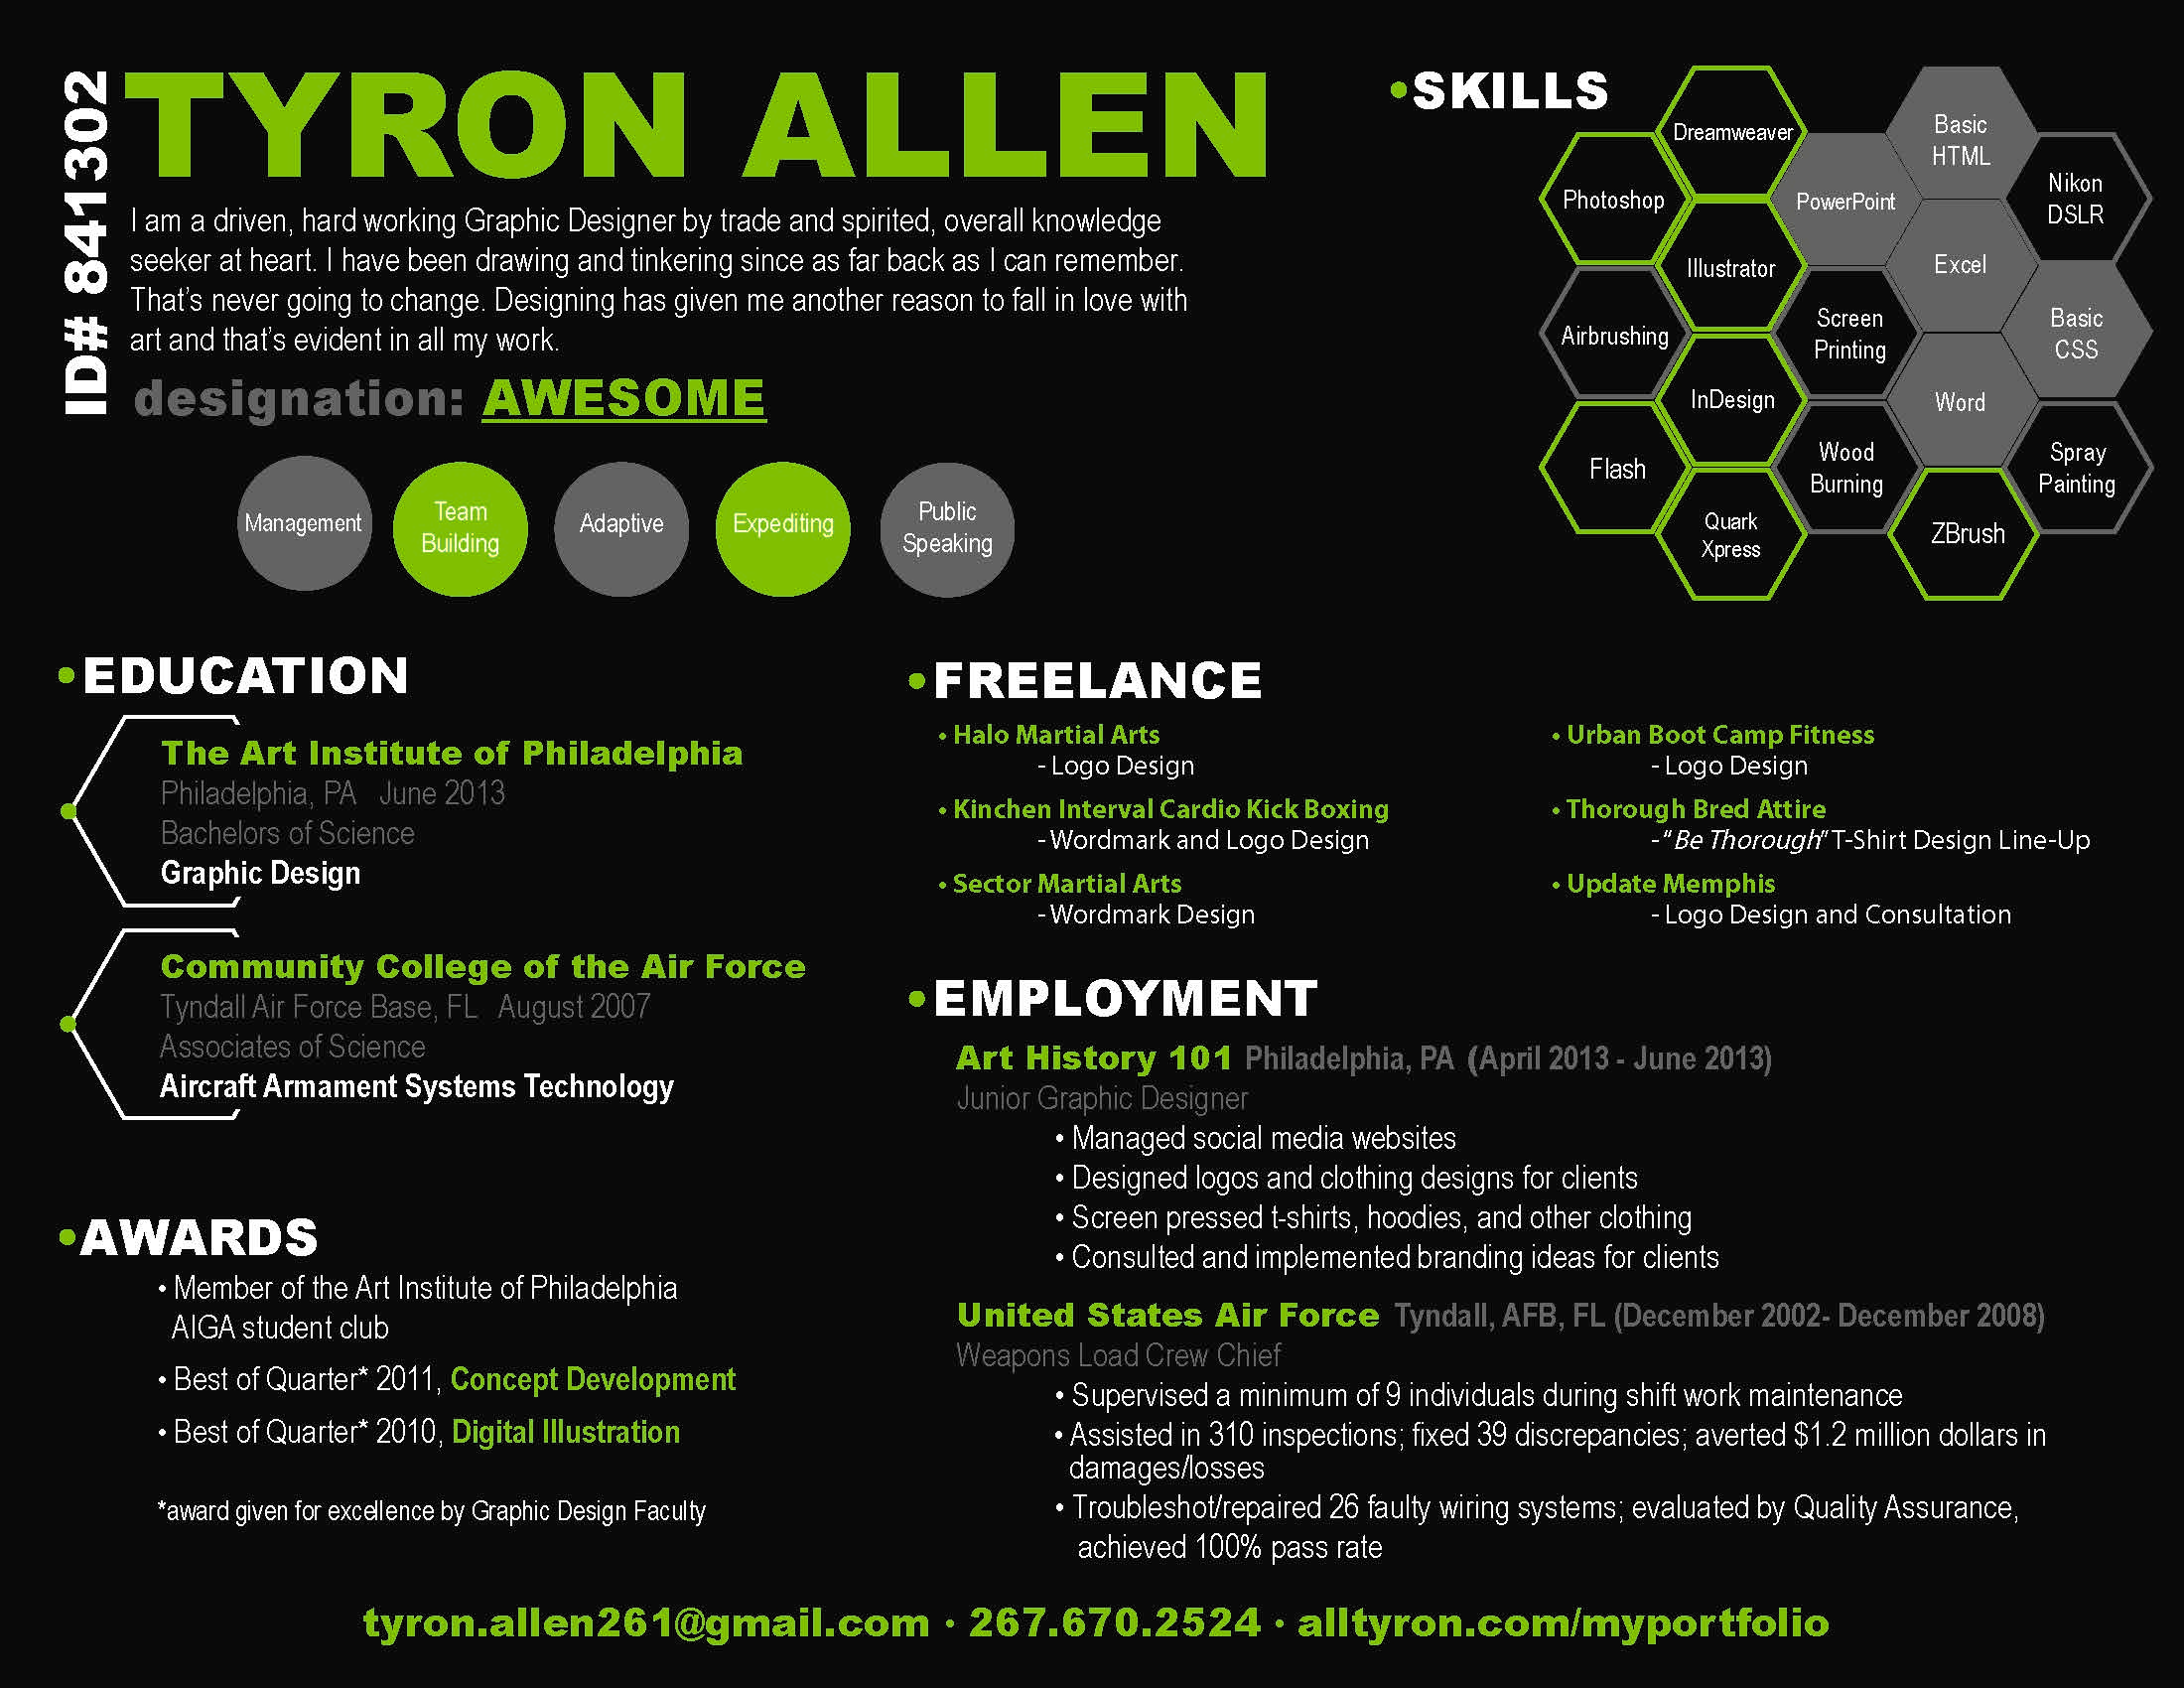 ID# 841302
TYRON ALLEN
I am a driven, hard working Graphic Designer by trade and spirited, overall knowledge
seeker at heart. I have been drawing and tinkering since as far back as I can remember.
That's never going to change. Designing has given me another reason to fall in love with
art and that's evident in all my work.
designation: AWESOME
Management
Team
Building
Adaptive
Expediting
Public
Speaking
•SKILLS
Dreamweaver
Basic
HTML
Photoshop
PowerPoint
Nikon
DSLR
Illustrator
Excel
Airbrushing
Screen
Printing
Basic
CSS
InDesign
Word
Flash
Wood
Burning
Spray
Painting
Quark
Xpress
ZBrush
•EDUCATION
The Art Institute of Philadelphia
Philadelphia, PA June 2013
Bachelors of Science
Graphic Design
Community College of the Air Force
Tyndall Air Force Base, FL August 2007
Associates of Science
Aircraft Armament Systems Technology
•AWARDS
• Member of the Art Institute of Philadelphia
AIGA student club
• Best of Quarter* 2011, Concept Development
• Best of Quarter* 2010, Digital Illustration
*award given for excellence by Graphic Design Faculty
•FREELANCE
• Halo Martial Arts
- Logo Design
• Kinchen Interval Cardio Kick Boxing
- Wordmark and Logo Design
• Sector Martial Arts
- Wordmark Design
• Urban Boot Camp Fitness
- Logo Design
• Thorough Bred Attire
-"Be Thorough" T-Shirt Design Line-Up
• Update Memphis
- Logo Design and Consultation
•EMPLOYMENT
Art History 101 Philadelphia, PA (April 2013 - June 2013)
Junior Graphic Designer
• Managed social media websites
• Designed logos and clothing designs for clients
• Screen pressed t-shirts, hoodies, and other clothing
• Consulted and implemented branding ideas for clients
United States Air Force Tyndall, AFB, FL (December 2002- December 2008)
Weapons Load Crew Chief
• Supervised a minimum of 9 individuals during shift work maintenance
• Assisted in 310 inspections; fixed 39 discrepancies; averted $1.2 million dollars in
damages/losses
• Troubleshot/repaired 26 faulty wiring systems; evaluated by Quality Assurance,
achieved 100% pass rate
tyron.allen261@gmail.com · 267.670.2524 · alltyron.com/myportfolio